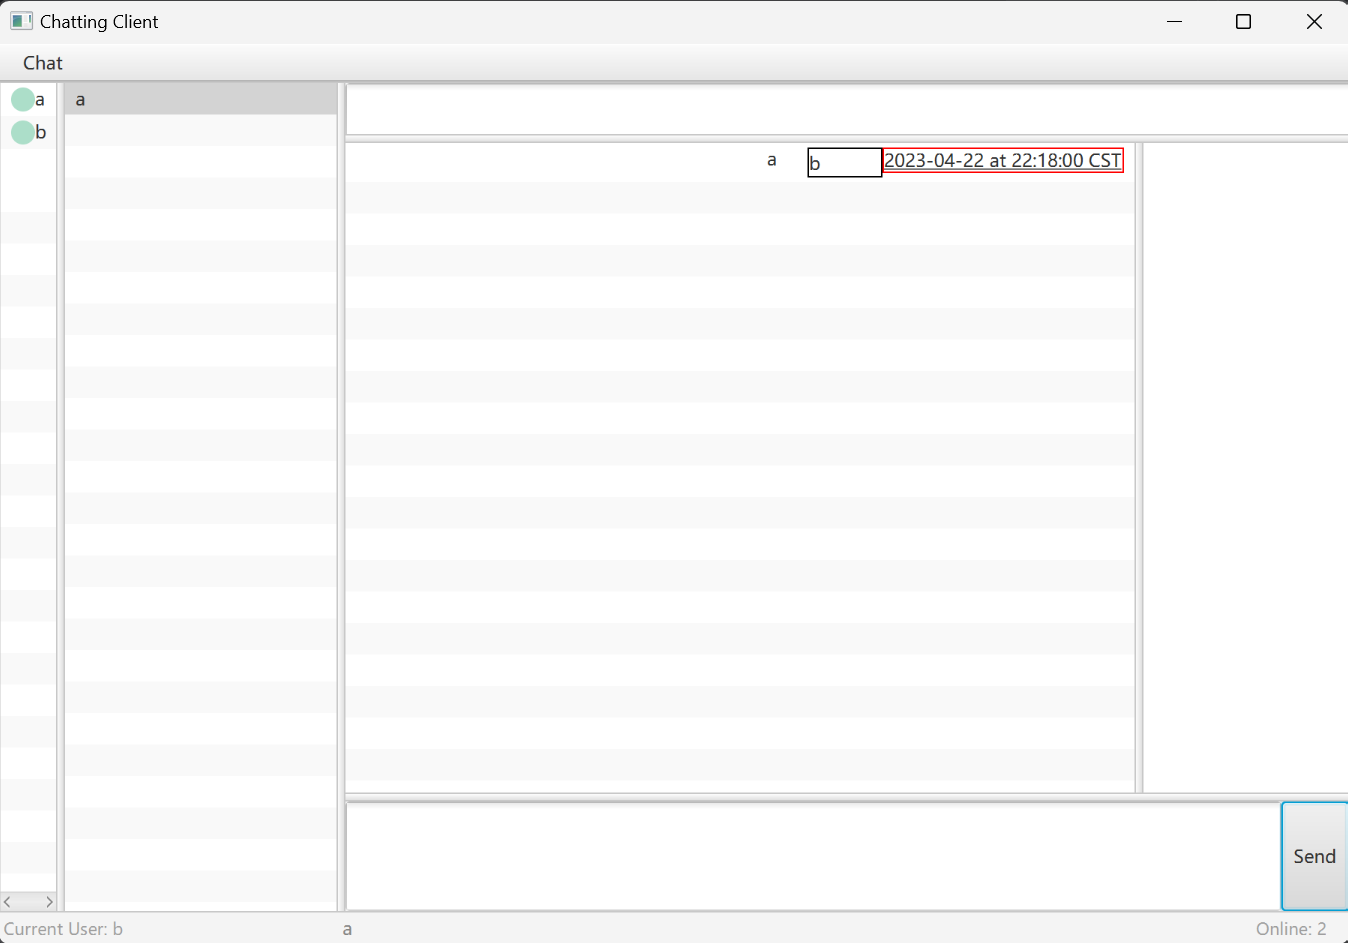 Chatting Client
Chat
a
b
a
a b 2023-04-22 at 22:18:00 CST
Send
Current User: b a Online: 2